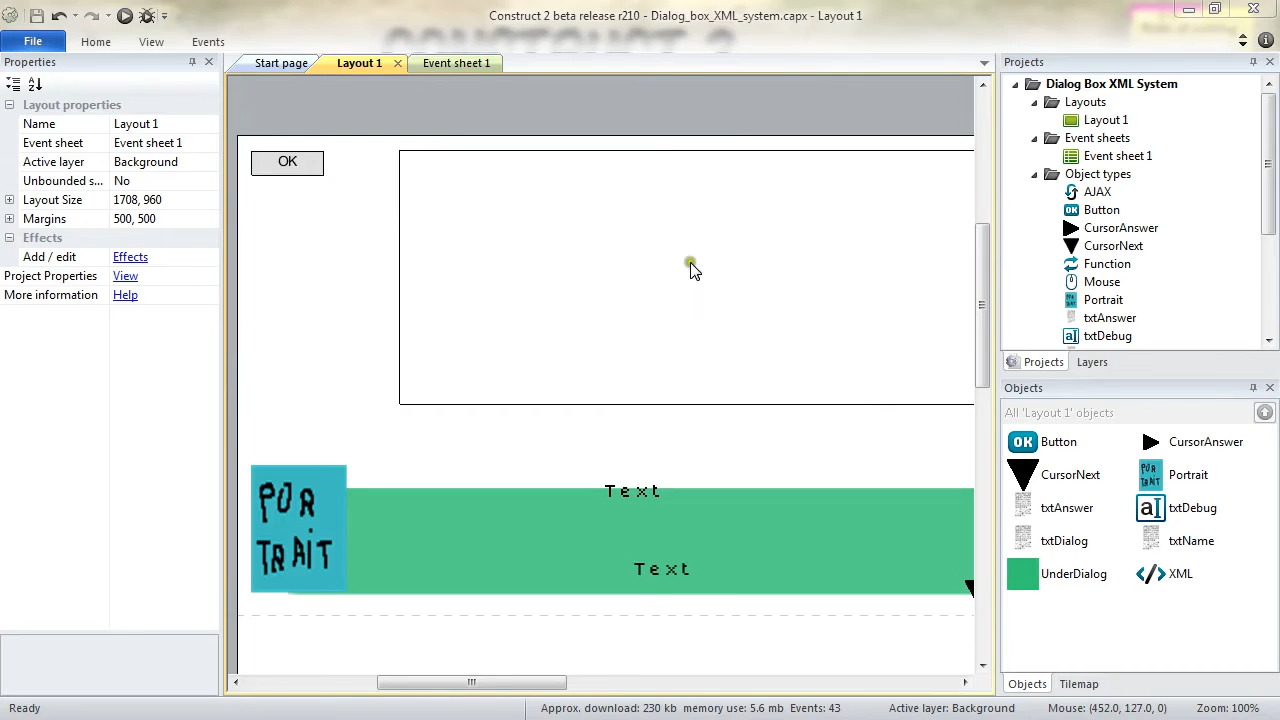 Construct 2 beta release r210 - Dialog_box_XML_system.capx - Layout 1
File
Home
View
Events
Properties
Start page
Layout 1
Event sheet 1
Projects
Layout properties
Name
Layout 1
Event sheet
Event sheet 1
Active layer
Background
Unbounded s...
No
Layout Size
1708, 960
Margins
500, 500
Effects
Add / edit
Effects
Project Properties
View
More information
Help
OK
POR
TRAIT
Text
Text
Dialog Box XML System
Layouts
Layout 1
Event sheets
Event sheet 1
Object types
AJAX
Button
CursorAnswer
CursorNext
Function
Mouse
Portrait
txtAnswer
txtDebug
Projects
Layers
Objects
All 'Layout 1' objects
OK
Button
CursorAnswer
CursorNext
POR
TRAIT
Portrait
txtAnswer
txtDebug
txtDialog
txtName
UnderDialog
XML
Objects
Tilemap
Ready
Approx. download: 230 kb
memory use: 5.6 mb
Events: 43
Active layer: Background
Mouse: (452.0, 127.0, 0)
Zoom: 100%